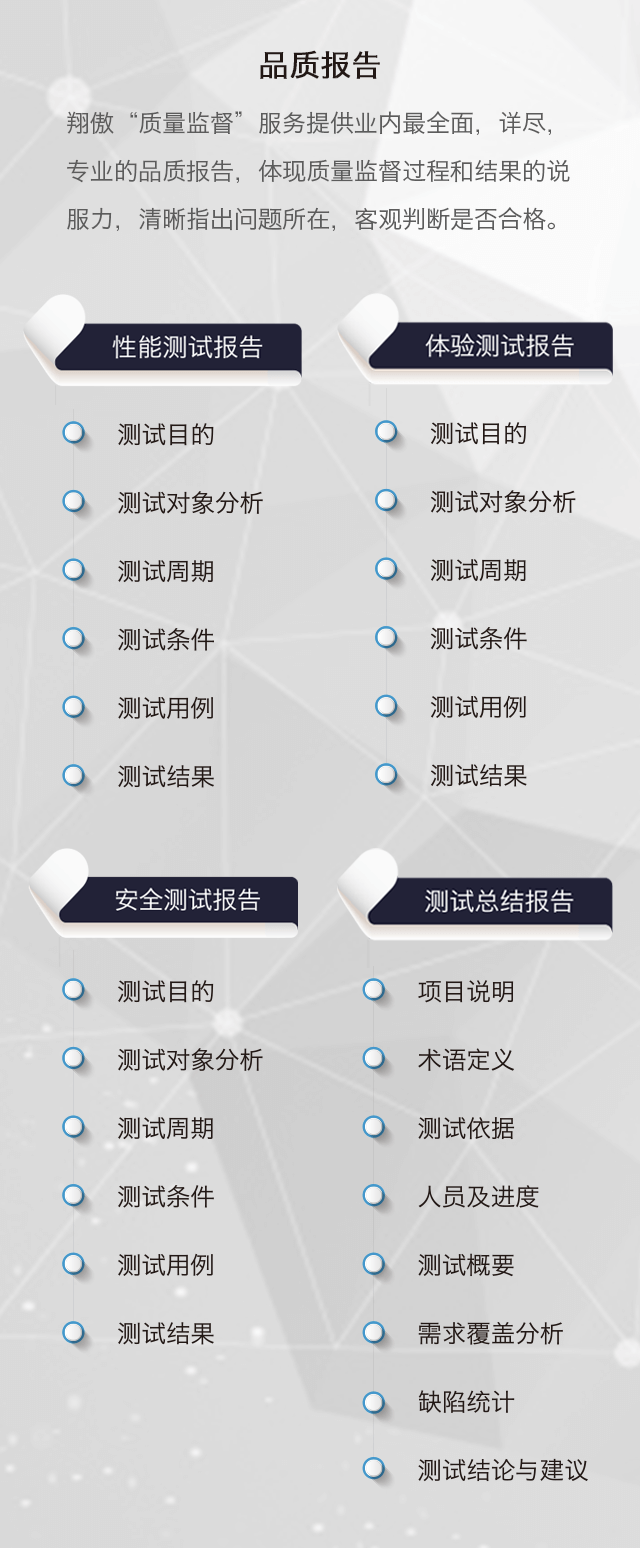 品质报告
翔傲“质量监督”服务提供业内最全面，详尽，
专业的品质报告，体现质量监督过程和结果的说
服力，清晰指出问题所在，客观判断是否合格。
性能测试报告
测试目的
测试对象分析
测试周期
测试条件
测试用例
测试结果
体验测试报告
测试目的
测试对象分析
测试周期
测试条件
测试用例
测试结果
安全测试报告
测试目的
测试对象分析
测试周期
测试条件
测试用例
测试结果
测试总结报告
项目说明
术语定义
测试依据
人员及进度
测试概要
需求覆盖分析
缺陷统计
测试结论与建议